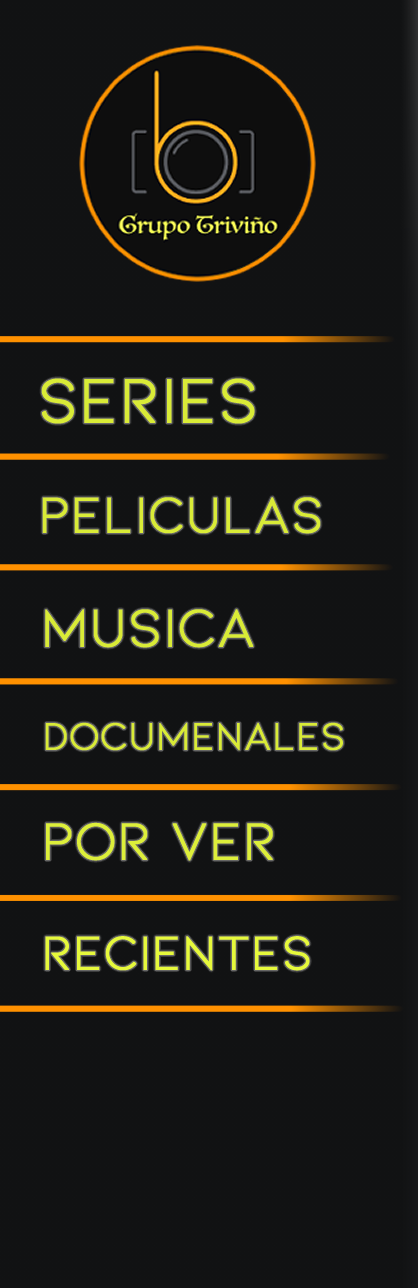 Grupo Triviño
SERIES
PELICULAS
MUSICA
DOCUMENALES
POR VER
RECIENTES